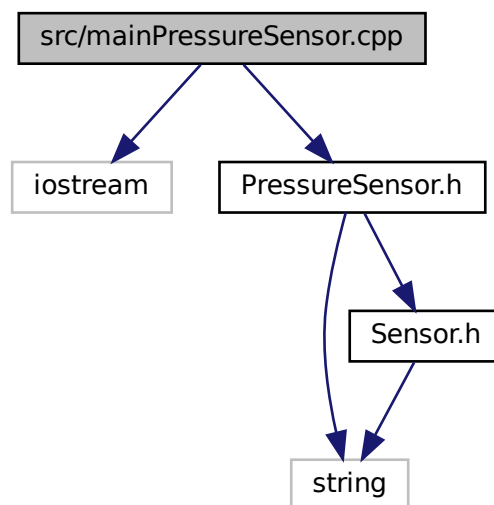 src/mainPressureSensor.cpp
iostream
PressureSensor.h
Sensor.h
string